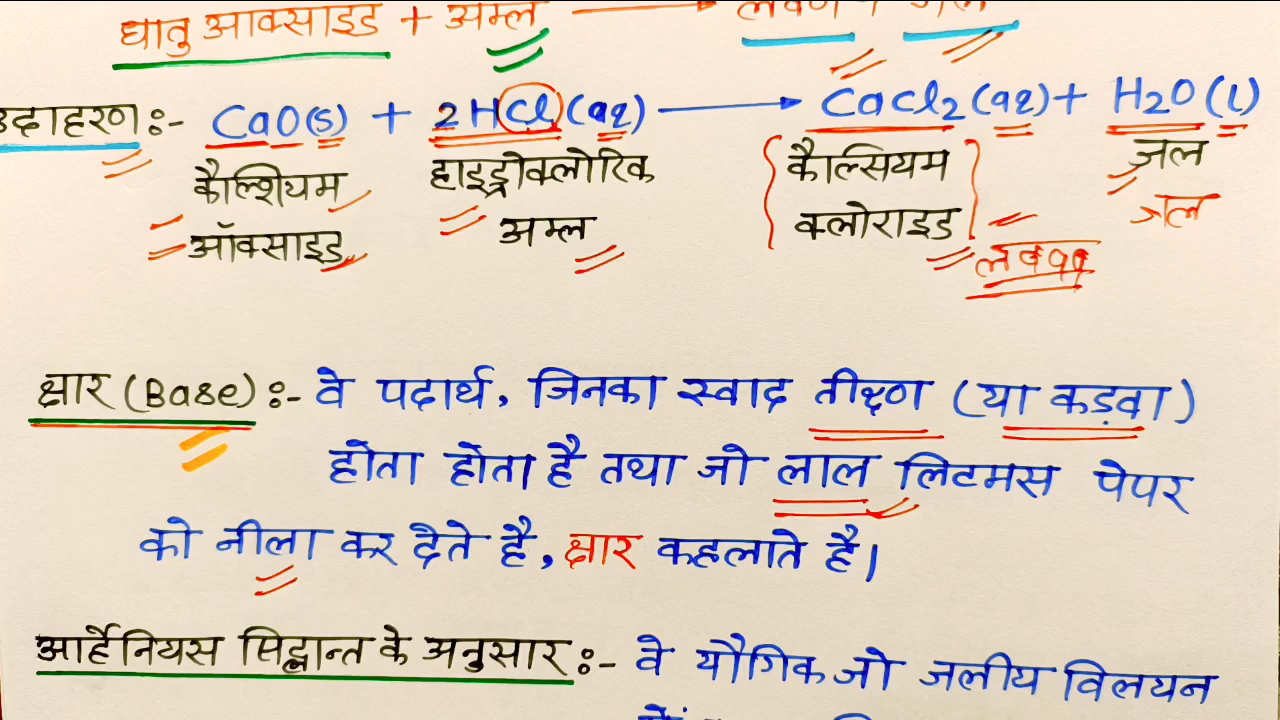 धातु ऑक्साइड + अम्ल ⟶
उदाहरण :- CaO(s) + 2HCl (aq) ⟶ CaCl2 (aq) + H2O (l)
कैल्शियम हाइड्रोक्लोरिक कैल्सियम जल
ऑक्साइड अम्ल क्लोराइड जल
लवण
क्षार (Base) :- वे पदार्थ, जिनका स्वाद तीक्ष्ण (या कड़वा)
होता होता है तथा जो लाल लिटमस पेपर
को नीला कर देते है, क्षार कहलाते है।
आर्हेनियस सिद्धान्त के अनुसार :- वे यौगिक जो जलीय विलयन